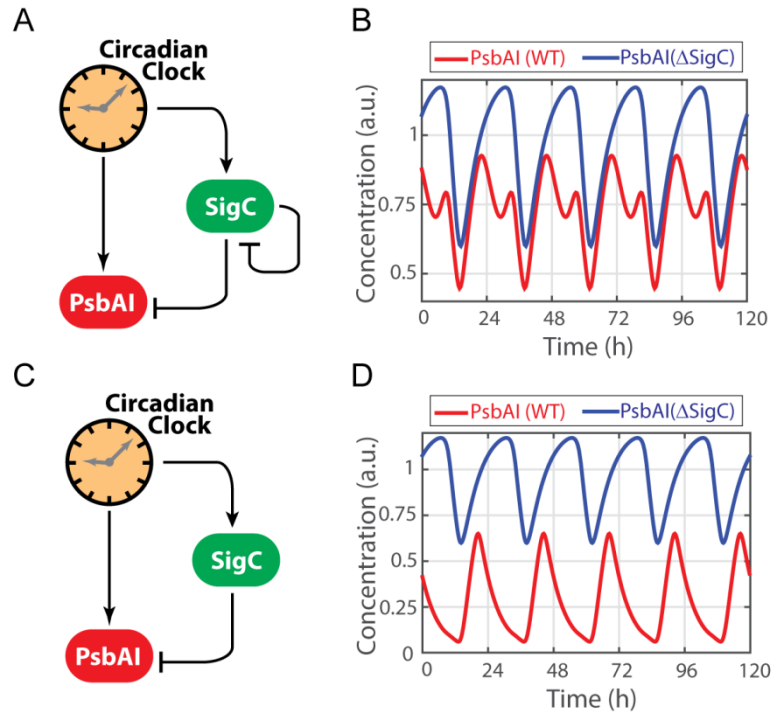 A
Circadian
Clock
SigC
PsbAI
B
PsbAI (WT) PsbAI(ΔSigC)
Concentration (a.u.)
1
0.75
0.5
0 24 48 72 96 120
Time (h)
C
Circadian
Clock
SigC
PsbAI
D
PsbAI (WT) PsbAI(ΔSigC)
Concentration (a.u.)
1
0.75
0.5
0.25
0
0 24 48 72 96 120
Time (h)